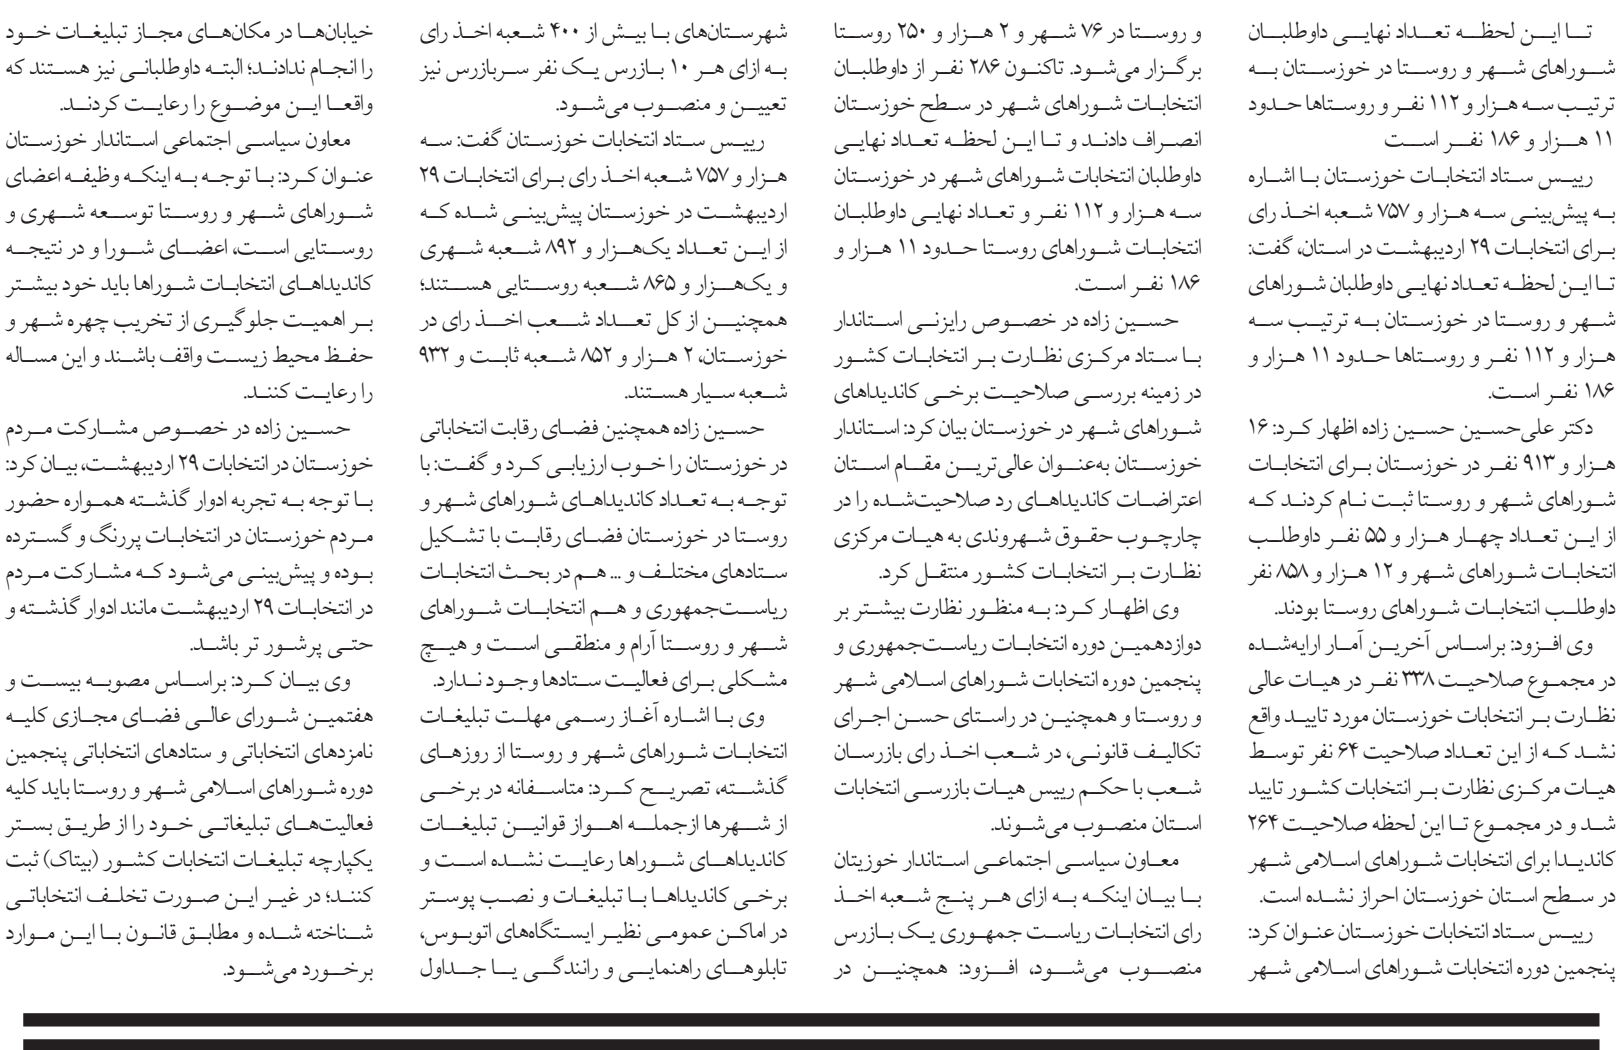 تا این لحظه تعداد نهایی داوطلبان
شوراهای شهر و روستا در خوزستان به
ترتیب سه هزار و ۱۱۲ نفر و روستاها حدود
۱۱ هزار و ۱۸۶ نفر است
رییس ستاد انتخابات خوزستان با اشاره
به پیش‌بینی سه هزار و ۷۵۷ شعبه اخذ رای
برای انتخابات ۲۹ اردیبهشت در استان، گفت:
تا این لحظه تعداد نهایی داوطلبان شوراهای
شهر و روستا در خوزستان به ترتیب سه
هزار و ۱۱۲ نفر و روستاها حدود ۱۱ هزار و
۱۸۶ نفر است.
دکتر علی‌حسین حسین زاده اظهار کرد: ۱۶
هزار و ۹۱۳ نفر در خوزستان برای انتخابات
شوراهای شهر و روستا ثبت نام کردند که
از این تعداد چهار هزار و ۵۵ نفر داوطلب
انتخابات شوراهای شهر و ۱۲ هزار و ۸۵۸ نفر
داوطلب انتخابات شوراهای روستا بودند.
وی افزود: براساس آخرین آمار ارایه‌شده
در مجموع صلاحیت ۳۳۸ نفر در هیات عالی
نظارت بر انتخابات خوزستان مورد تایید واقع
نشد که از این تعداد صلاحیت ۶۴ نفر توسط
هیات مرکزی نظارت بر انتخابات کشور تایید
شد و در مجموع تا این لحظه صلاحیت ۲۶۴
کاندیدا برای انتخابات شوراهای اسلامی شهر
در سطح استان خوزستان احراز نشده است.
رییس ستاد انتخابات خوزستان عنوان کرد:
پنجمین دوره انتخابات شوراهای اسلامی شهر
و روستا در ۷۶ شهر و ۲ هزار و ۲۵۰ روستا
برگزار می‌شود. تاکنون ۲۸۶ نفر از داوطلبان
انتخابات شوراهای شهر در سطح خوزستان
انصراف دادند و تا این لحظه تعداد نهایی
داوطلبان انتخابات شوراهای شهر در خوزستان
سه هزار و ۱۱۲ نفر و تعداد نهایی داوطلبان
انتخابات شوراهای روستا حدود ۱۱ هزار و
۱۸۶ نفر است.
حسین زاده در خصوص رایزنی استاندار
با ستاد مرکزی نظارت بر انتخابات کشور
در زمینه بررسی صلاحیت برخی کاندیداهای
شوراهای شهر در خوزستان بیان کرد: استاندار
خوزستان به‌عنوان عالی‌ترین مقام استان
اعتراضات کاندیداهای رد صلاحیت‌شده را در
چارچوب حقوق شهروندی به هیات مرکزی
نظارت بر انتخابات کشور منتقل کرد.
وی اظهار کرد: به منظور نظارت بیشتر بر
دوازدهمین دوره انتخابات ریاست‌جمهوری و
پنجمین دوره انتخابات شوراهای اسلامی شهر
و روستا و همچنین در راستای حسن اجرای
تکالیف قانونی، در شعب اخذ رای بازرسان
شعب با حکم رییس هیات بازرسی انتخابات
استان منصوب می‌شوند.
معاون سیاسی اجتماعی استاندار خوزیتان
با بیان اینکه به ازای هر پنج شعبه اخذ
رای انتخابات ریاست جمهوری یک بازرس
منصوب می‌شود، افزود: همچنین در
شهرستان‌های با بیش از ۴۰۰ شعبه اخذ رای
به ازای هر ۱۰ بازرس یک نفر سربازرس نیز
تعیین و منصوب می‌شود.
رییس ستاد انتخابات خوزستان گفت: سه
هزار و ۷۵۷ شعبه اخذ رای برای انتخابات ۲۹
اردیبهشت در خوزستان پیش‌بینی شده که
از این تعداد یک‌هزار و ۸۹۲ شعبه شهری
و یک‌هزار و ۸۶۵ شعبه روستایی هستند؛
همچنین از کل تعداد شعب اخذ رای در
خوزستان، ۲ هزار و ۸۵۲ شعبه ثابت و ۹۳۲
شعبه سیار هستند.
حسین زاده همچنین فضای رقابت انتخاباتی
در خوزستان را خوب ارزیابی کرد و گفت: با
توجه به تعداد کاندیداهای شوراهای شهر و
روستا در خوزستان فضای رقابت با تشکیل
ستادهای مختلف و ... هم در بحث انتخابات
ریاست‌جمهوری و هم انتخابات شوراهای
شهر و روستا آرام و منطقی است و هیچ
مشکلی برای فعالیت ستادها وجود ندارد.
وی با اشاره آغاز رسمی مهلت تبلیغات
انتخابات شوراهای شهر و روستا از روزهای
گذشته، تصریح کرد: متاسفانه در برخی
از شهرها ازجمله اهواز قوانین تبلیغات
کاندیداهای شوراها رعایت نشده است و
برخی کاندیداها با تبلیغات و نصب پوستر
در اماکن عمومی نظیر ایستگاه‌های اتوبوس،
تابلوهای راهنمایی و رانندگی یا جداول
خیابان‌ها در مکان‌های مجاز تبلیغات خود
را انجام ندادند؛ البته داوطلبانی نیز هستند که
واقعا این موضوع را رعایت کردند.
معاون سیاسی اجتماعی استاندار خوزستان
عنوان کرد: با توجه به اینکه وظیفه اعضای
شوراهای شهر و روستا توسعه شهری و
روستایی است، اعضای شورا و در نتیجه
کاندیداهای انتخابات شوراها باید خود بیشتر
بر اهمیت جلوگیری از تخریب چهره شهر و
حفظ محیط زیست واقف باشند و این مساله
را رعایت کنند.
حسین زاده در خصوص مشارکت مردم
خوزستان در انتخابات ۲۹ اردیبهشت، بیان کرد:
با توجه به تجربه ادوار گذشته همواره حضور
مردم خوزستان در انتخابات پررنگ و گسترده
بوده و پیش‌بینی می‌شود که مشارکت مردم
در انتخابات ۲۹ اردیبهشت مانند ادوار گذشته و
حتی پرشور تر باشد.
وی بیان کرد: براساس مصوبه بیست و
هفتمین شورای عالی فضای مجازی کلیه
نامزدهای انتخاباتی و ستادهای انتخاباتی پنجمین
دوره شوراهای اسلامی شهر و روستا باید کلیه
فعالیت‌های تبلیغاتی خود را از طریق بستر
یکپارچه تبلیغات انتخابات کشور (بیتاک) ثبت
کنند؛ در غیر این صورت تخلف انتخاباتی
شناخته شده و مطابق قانون با این موارد
برخورد می‌شود.